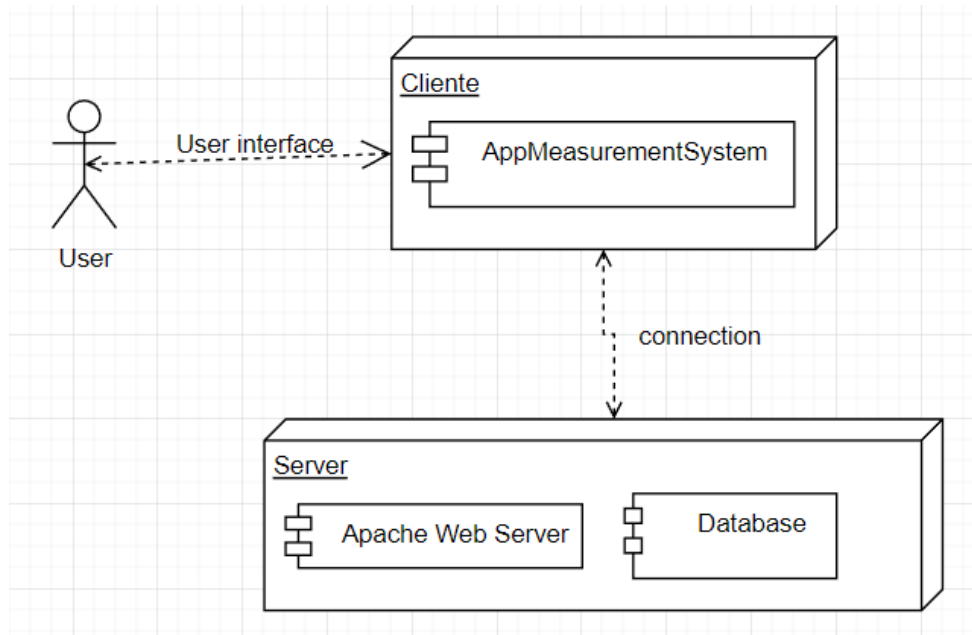 Cliente
AppMeasurementSystem
User interface
User
connection
Server
Apache Web Server
Database